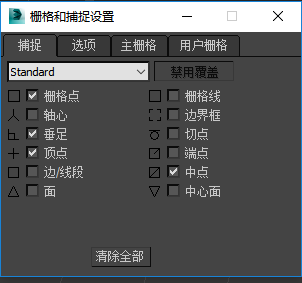 栅格和捕捉设置
捕捉 选项 主栅格 用户栅格
Standard 禁用覆盖
栅格点 栅格线
轴心 边界框
垂足 切点
顶点 端点
边/线段 中点
面 中心面
清除全部